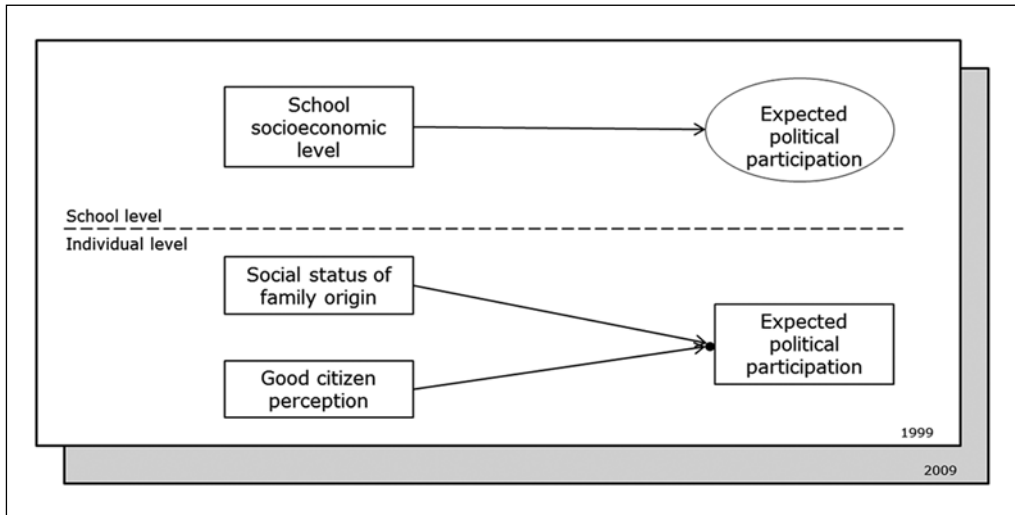 School
socioeconomic
level
Expected
political
participation
School level
Individual level
Social status of
family origin
Expected
political
participation
Good citizen
perception
1999
2009